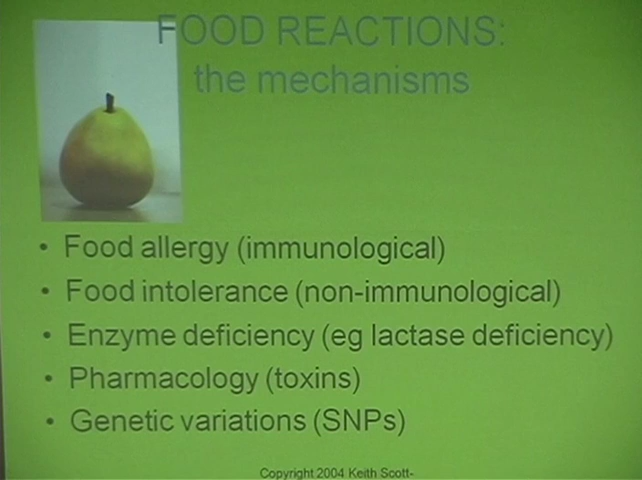 FOOD REACTIONS:
the mechanisms
• Food allergy (immunological)
• Food intolerance (non-immunological)
• Enzyme deficiency (eg lactase deficiency)
• Pharmacology (toxins)
• Genetic variations (SNPs)
Copyright 2004 Keith Scott-